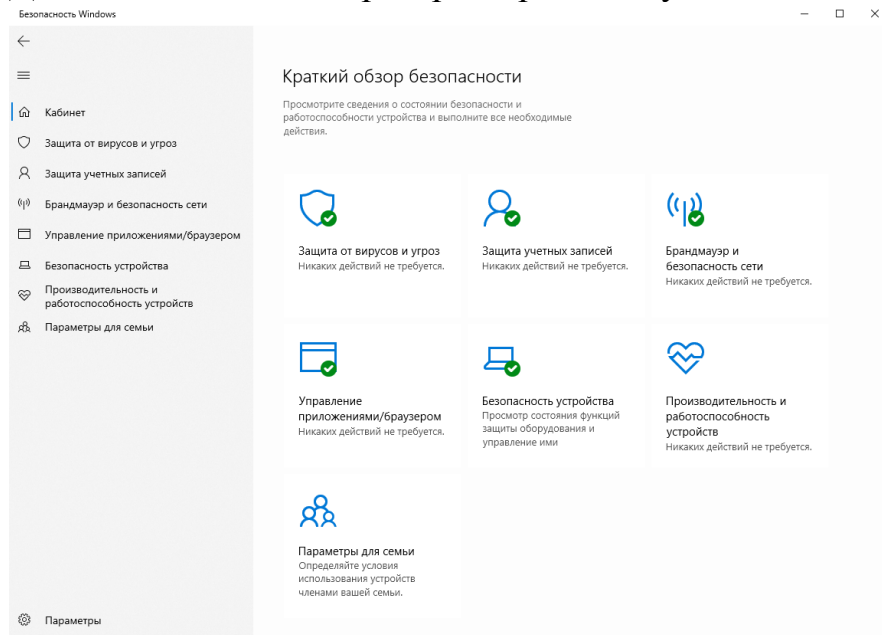 Безопасность Windows
Кабинет
Защита от вирусов и угроз
Защита учетных записей
Брандмауэр и безопасность сети
Управление приложениями/браузером
Безопасность устройства
Производительность и
работоспособность устройств
Параметры для семьи
Параметры
Краткий обзор безопасности
Просмотрите сведения о состоянии безопасности и
работоспособности устройства и выполните все необходимые
действия.
Защита от вирусов и угроз
Никаких действий не требуется.
Защита учетных записей
Никаких действий не требуется.
Брандмауэр и
безопасность сети
Никаких действий не требуется.
Управление
приложениями/браузером
Никаких действий не требуется.
Безопасность устройства
Просмотр состояния функций
защиты оборудования и
управление ими
Производительность и
работоспособность
устройств
Никаких действий не требуется.
Параметры для семьи
Определяйте условия
использования устройств
членами вашей семьи.